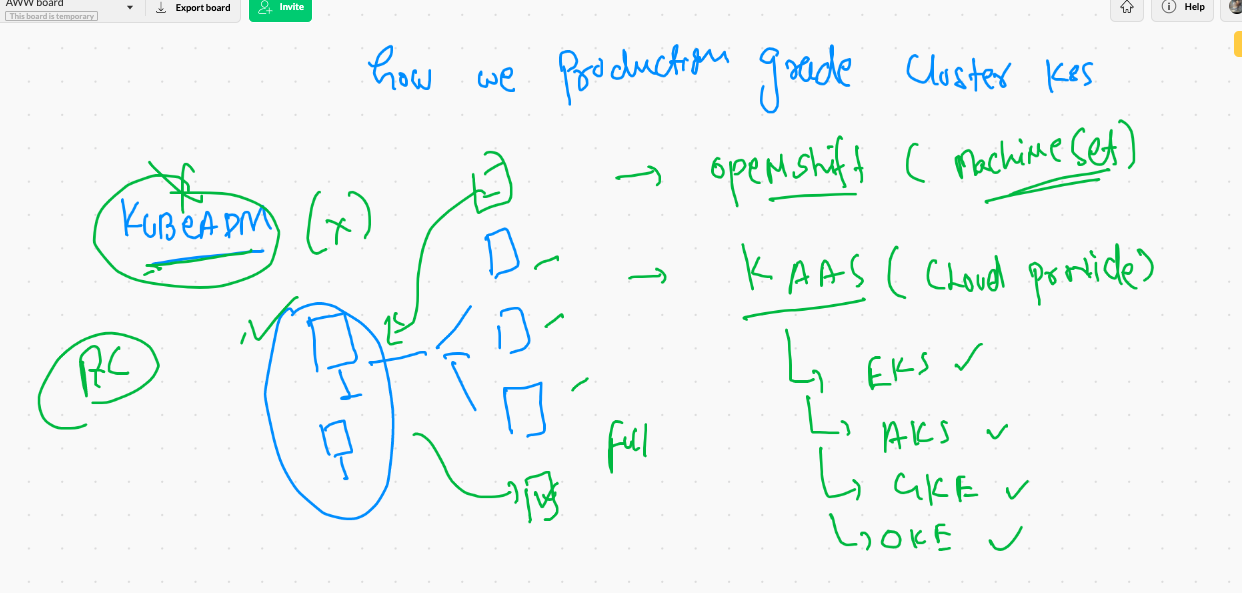 AWW board
This board is temporary
Export board
Invite
Help
how we production grade Cluster K8s
openshift ( Machine Set )
KUBeADM (x)
KAAS ( Cloud provide )
RC
EKS
AKS
full
GKE
OKE